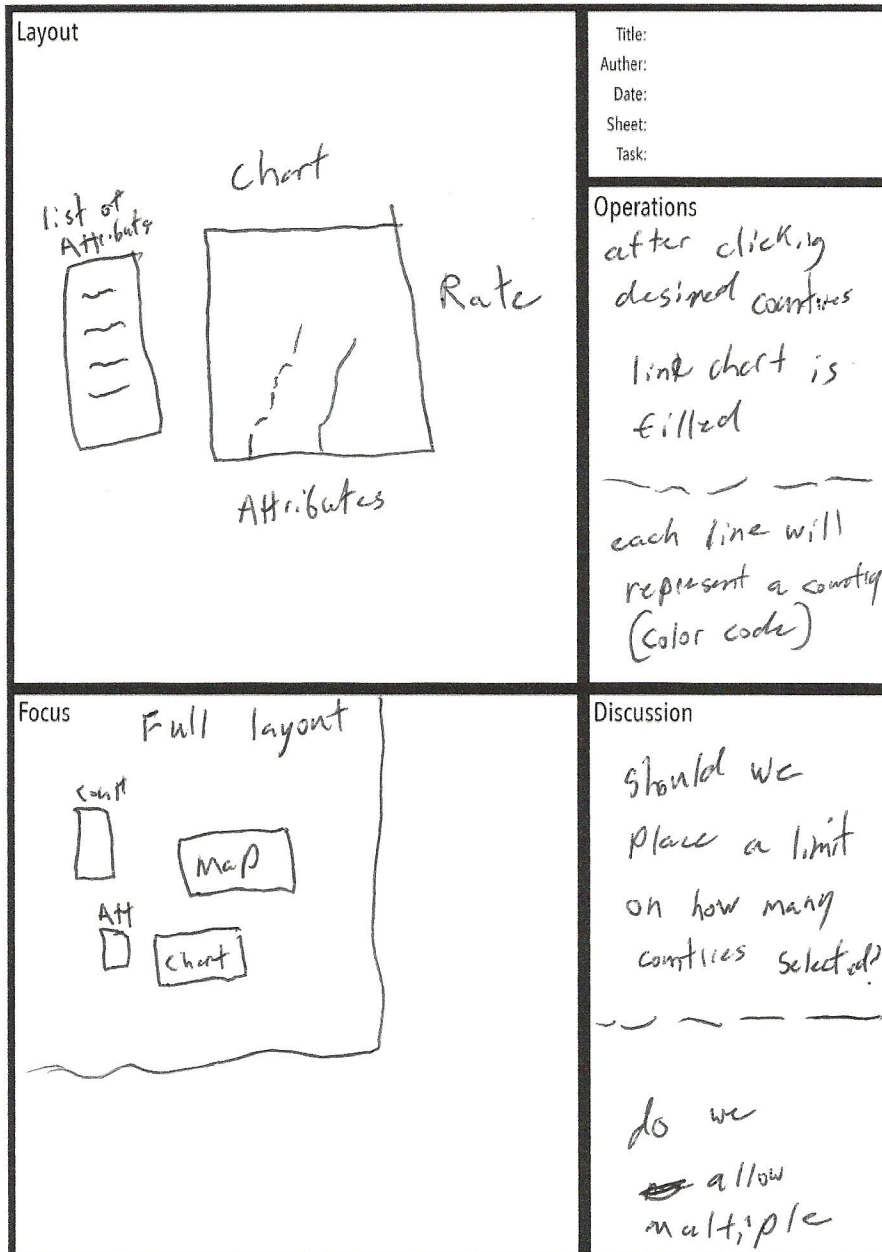 Layout
Chart
list of
Attributs
Rate
Attributes
Title:
Auther:
Date:
Sheet:
Task:
Operations
after clicking
desired countries
line chart is
filled
each line will
represent a country
(color code)
Focus
Full layout
Count
Map
Att
Chart
Discussion
should we
place a limit
on how many
countries selected?
do we
allow
multiple